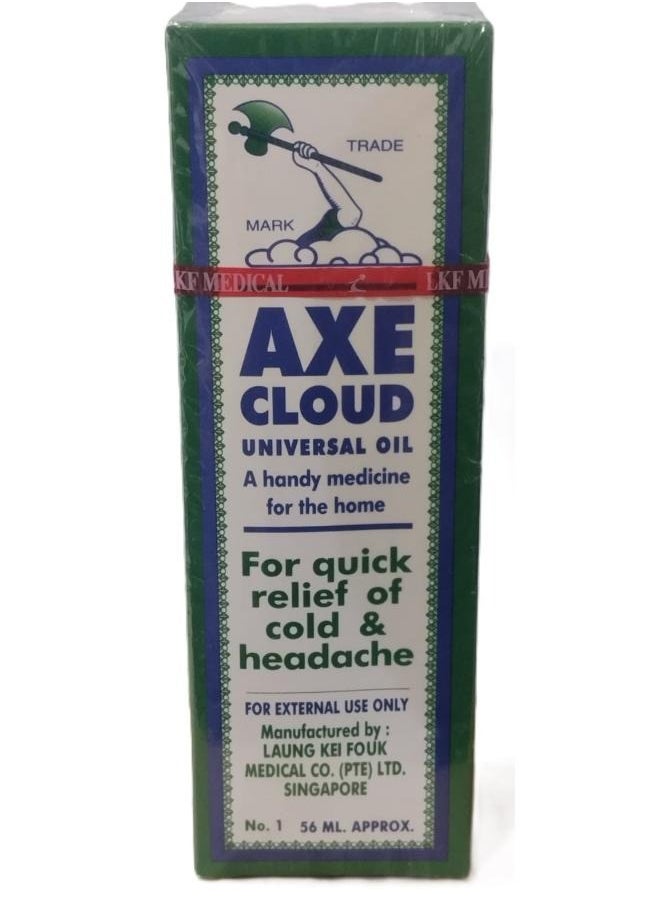 TRADE
MARK
KF MEDICAL LKF M
AXE
CLOUD
UNIVERSAL OIL
A handy medicine
for the home
For quick
relief of
cold &
headache
FOR EXTERNAL USE ONLY
Manufactured by :
LAUNG KEI FOUK
MEDICAL CO. (PTE) LTD.
SINGAPORE
No. 1 56 ML. APPROX.